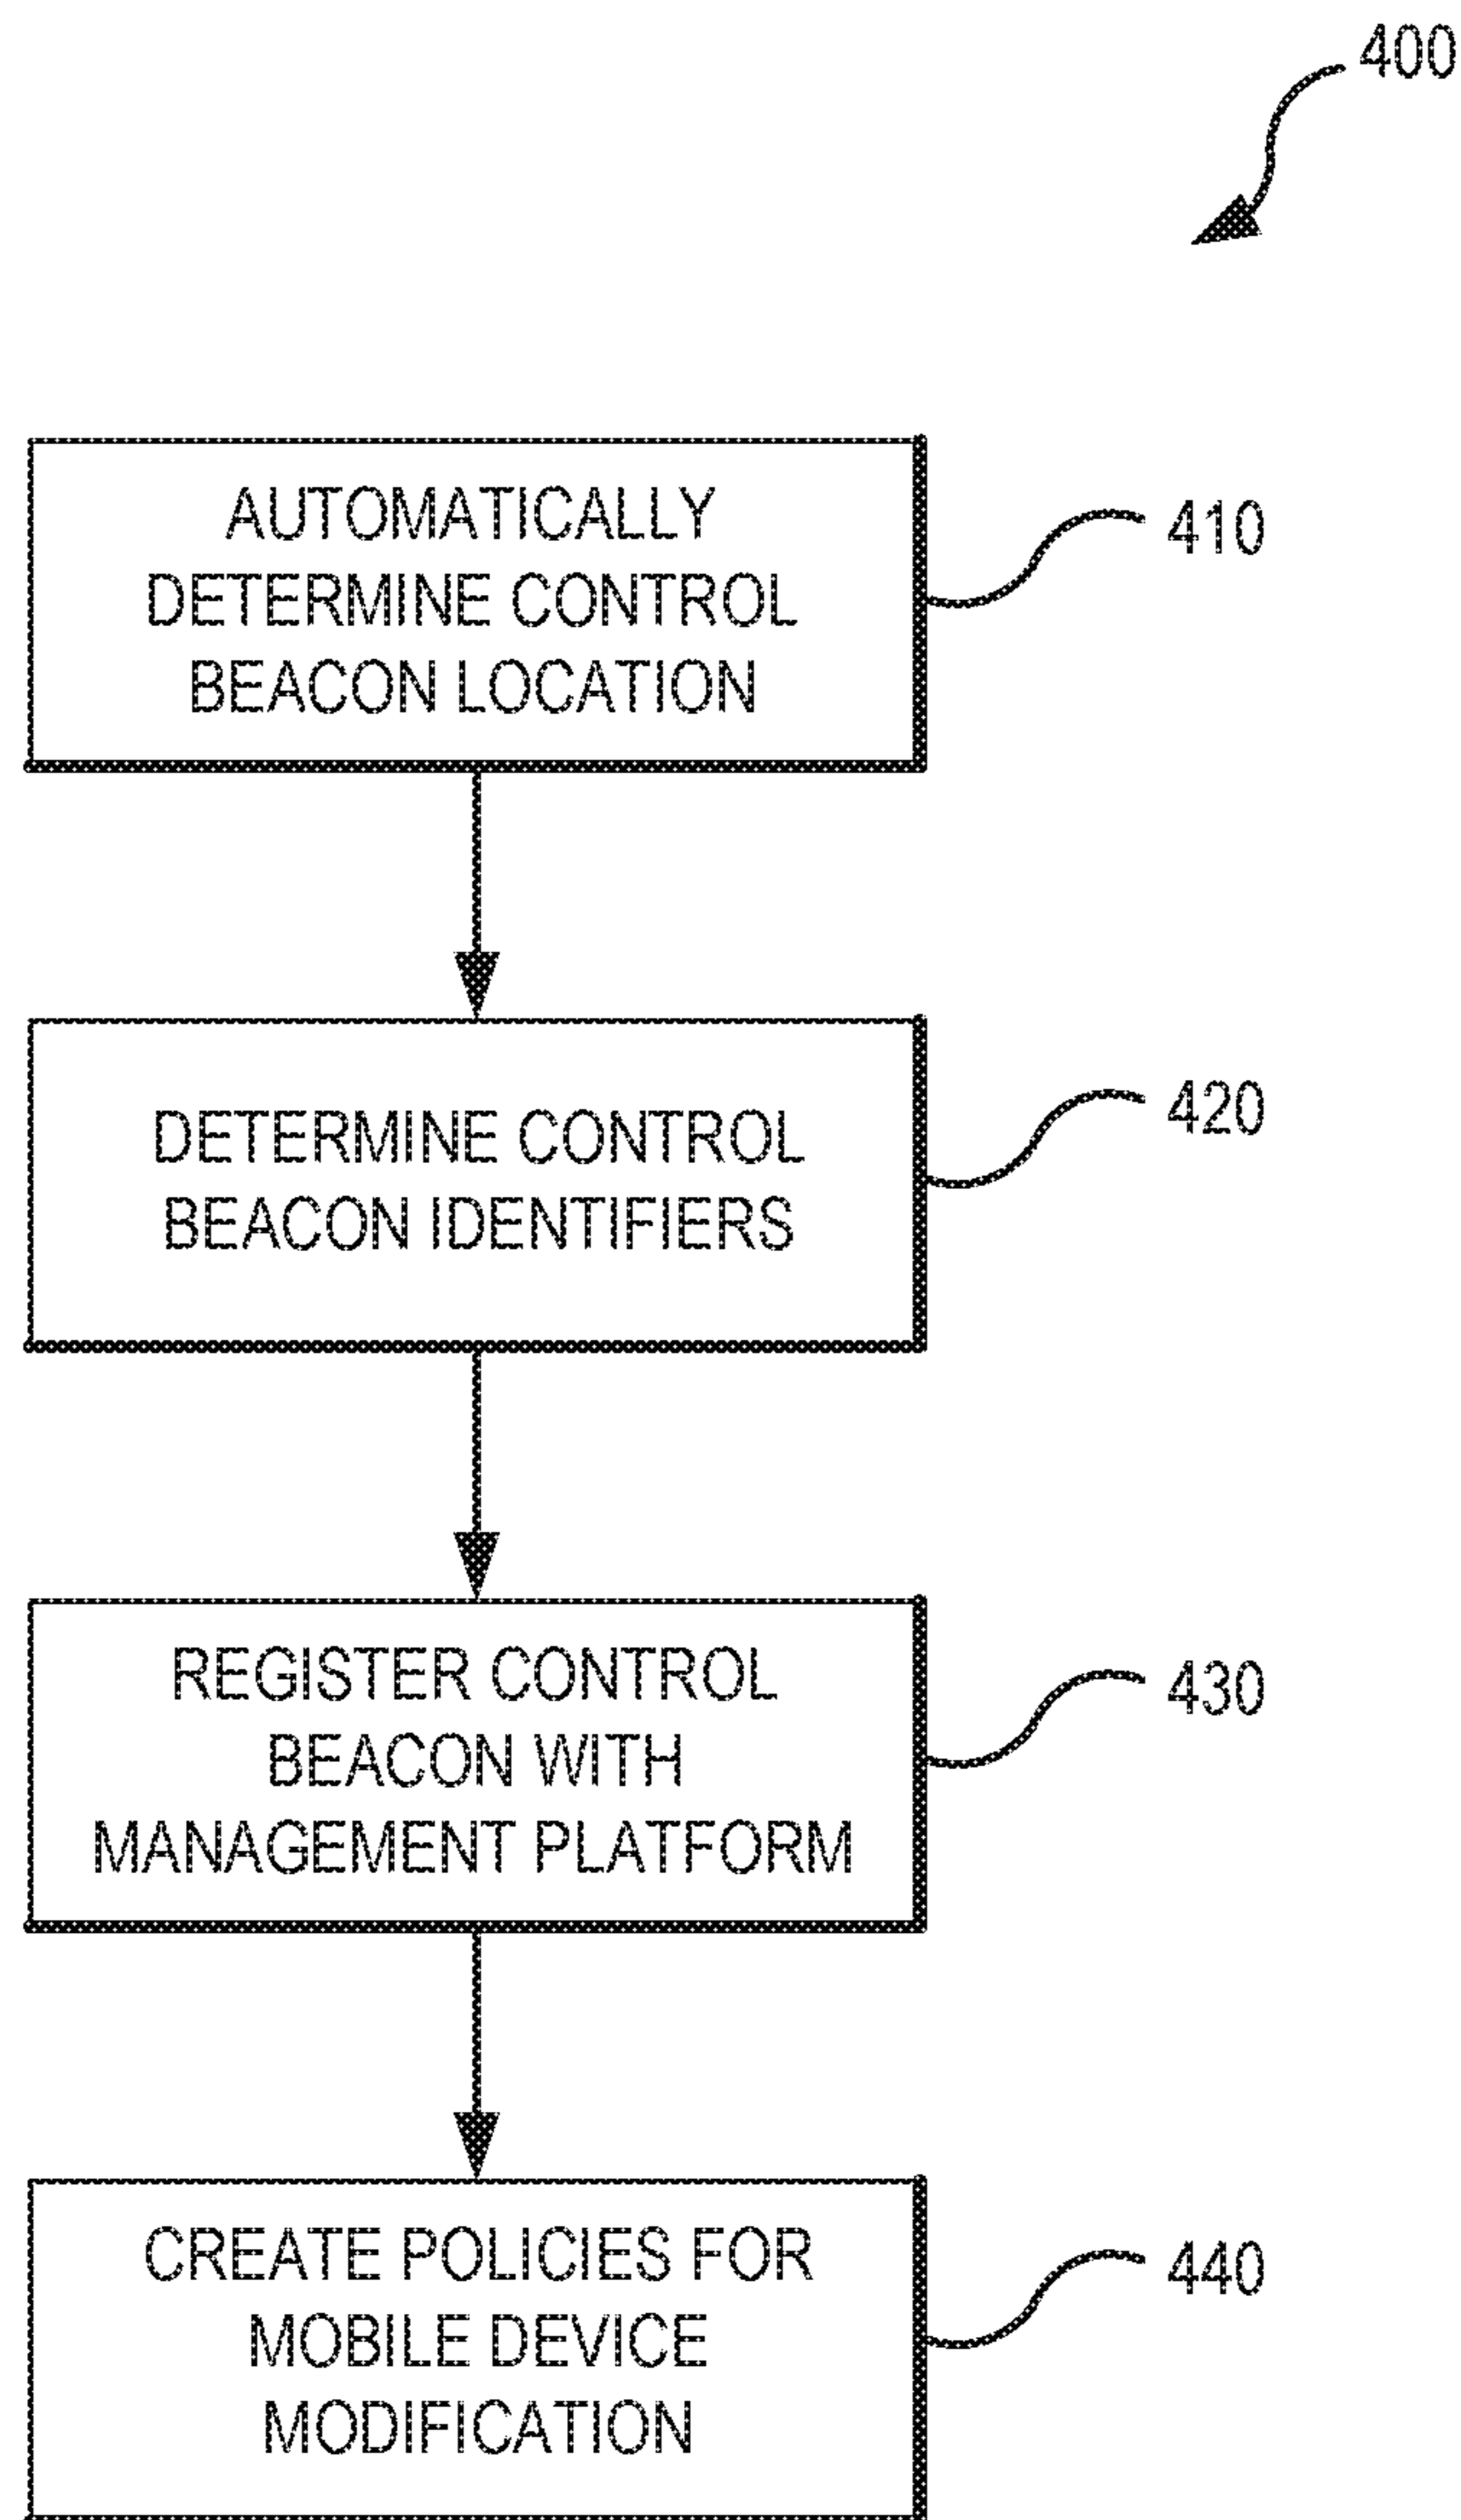 400
AUTOMATICALLY
DETERMINE CONTROL
BEACON LOCATION
410
DETERMINE CONTROL
BEACON IDENTIFIERS
420
REGISTER CONTROL
BEACON WITH
MANAGEMENT PLATFORM
430
CREATE POLICIES FOR
MOBILE DEVICE
MODIFICATION
440